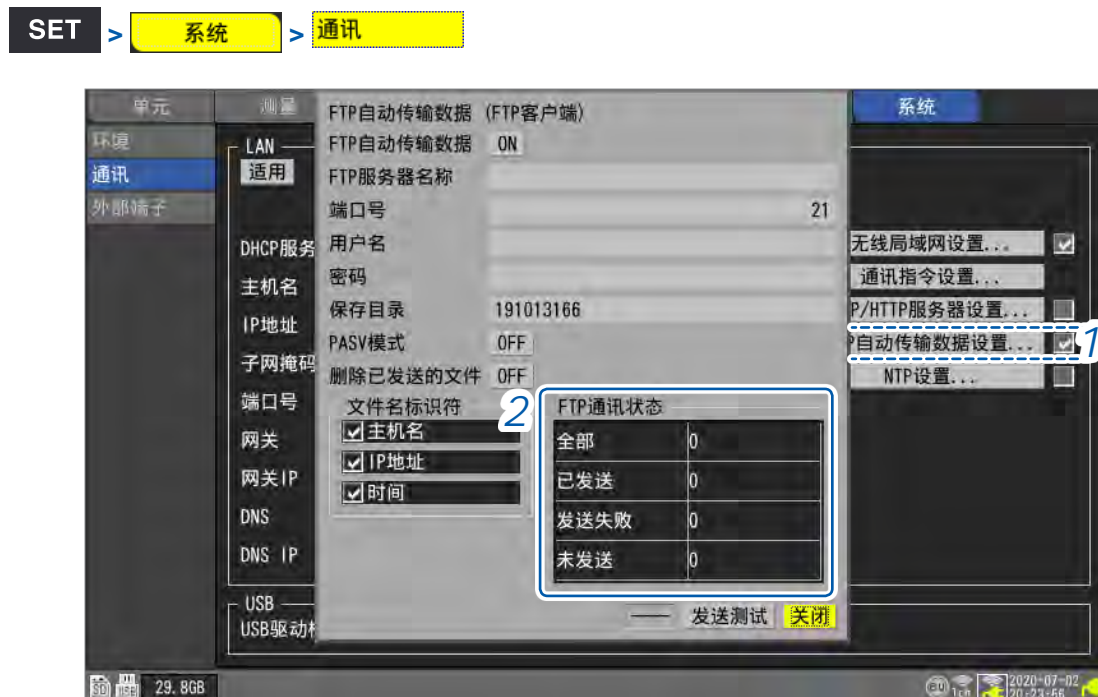 SET > 系统 > 通讯
单元 测量 系统
环境
通讯
外部端子
LAN
适用
DHCP服务
主机名
IP地址
子网掩码
端口号
网关
网关IP
DNS
DNS IP
USB
USB驱动
FTP自动传输数据 (FTP客户端)
FTP自动传输数据 ON
FTP服务器名称
端口号 21
用户名
密码
保存目录 191013166
PASV模式 OFF
删除已发送的文件 OFF
文件名标识符
主机名
IP地址
时间
2
FTP通讯状态
全部 0
已发送 0
发送失败 0
未发送 0
发送测试 关闭
无线局域网设置...
通讯指令设置...
P/HTTP服务器设置...
P自动传输数据设置... 1
NTP设置...
SD USB 29.8GB
1ch 2020-07-02
20:23:56